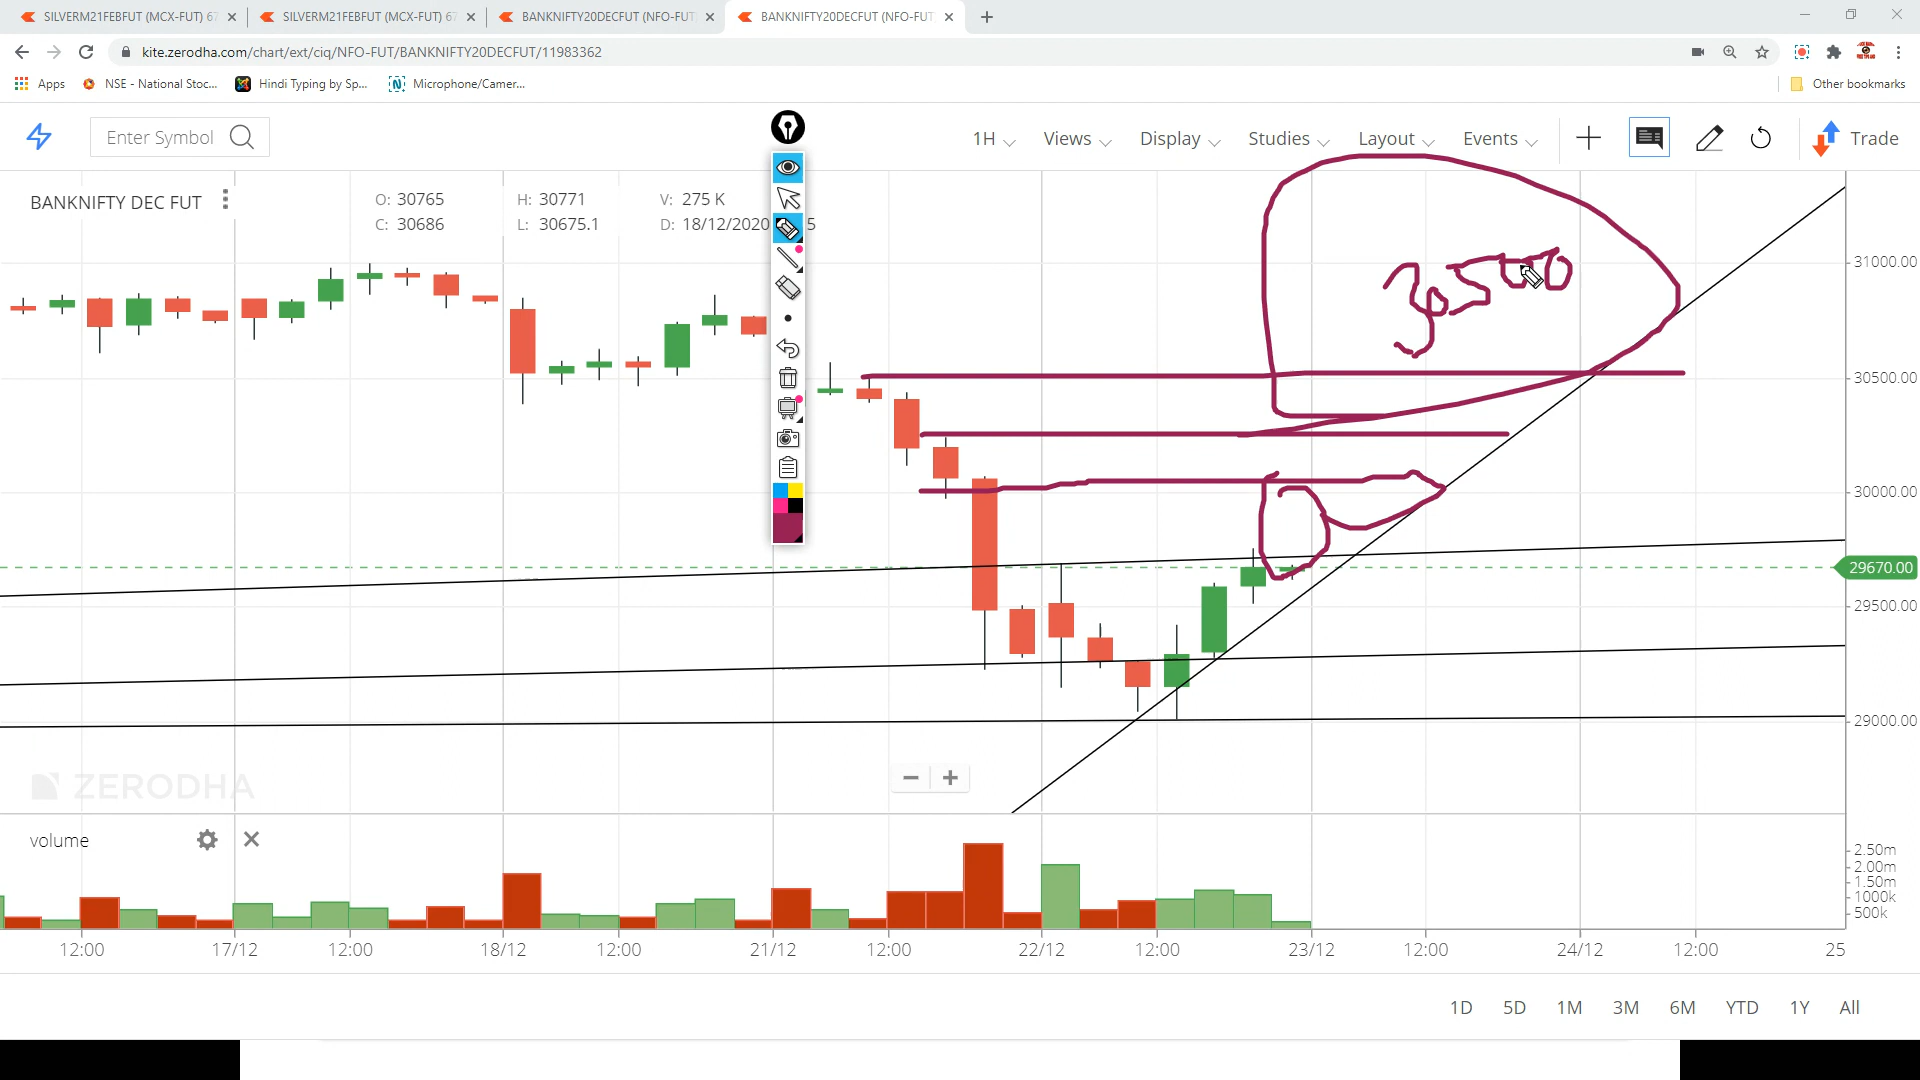 SILVERM21FEBFUT (MCX-FUT) 67
SILVERM21FEBFUT (MCX-FUT) 67
BANKNIFTY20DECFUT (NFO-FUT
BANKNIFTY20DECFUT (NFO-FUT
kite.zerodha.com/chart/ext/ciq/NFO-FUT/BANKNIFTY20DECFUT/11983362
Apps NSE - National Stoc... Hindi Typing by Sp... Microphone/Camer... Other bookmarks
Enter Symbol 1H Views Display Studies Layout Events Trade
BANKNIFTY DEC FUT O: 30765 H: 30771 V: 275 K
C: 30686 L: 30675.1 D: 18/12/2020 5
30500
31000.00
30500.00
30000.00
29670.00
29500.00
29000.00
ZERODHA
volume
2.50m
2.00m
1.50m
1000k
500k
12:00 17/12 12:00 18/12 12:00 21/12 12:00 22/12 12:00 23/12 12:00 24/12 12:00 25
1D 5D 1M 3M 6M YTD 1Y All